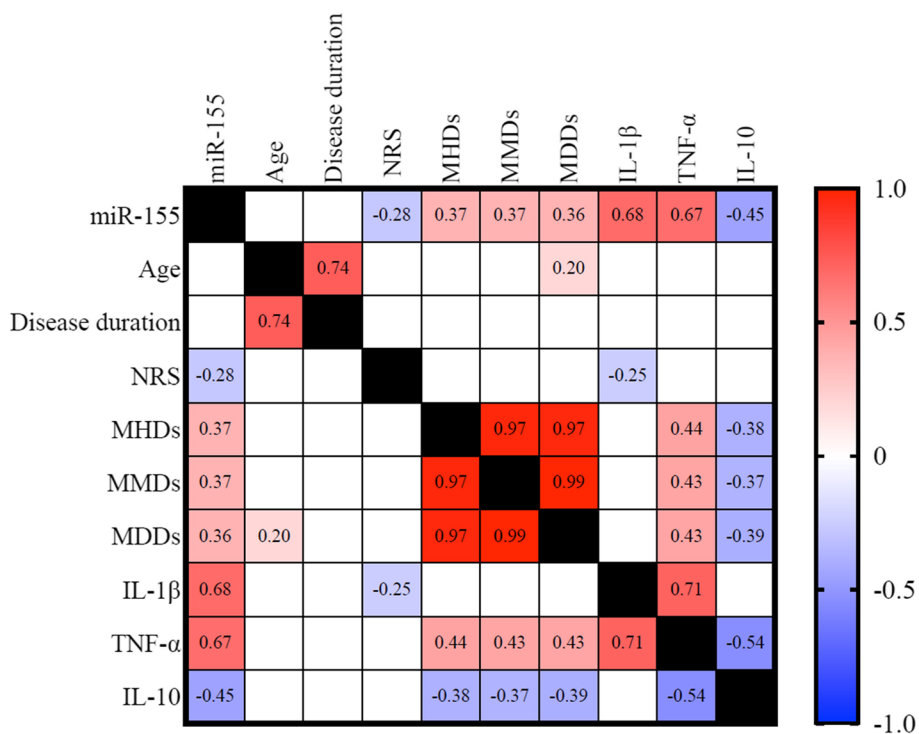 miR-155 Age Disease duration NRS MHDs MMDs MDDs IL-1β TNF-α IL-10
miR-155 -0.28 0.37 0.37 0.36 0.68 0.67 -0.45
Age 0.74 0.20
Disease duration 0.74
NRS -0.28 -0.25
MHDs 0.37 0.97 0.97 0.44 -0.38
MMDs 0.37 0.97 0.99 0.43 -0.37
MDDs 0.36 0.20 0.97 0.99 0.43 -0.39
IL-1β 0.68 -0.25 0.71
TNF-α 0.67 0.44 0.43 0.43 0.71 -0.54
IL-10 -0.45 -0.38 -0.37 -0.39 -0.54
1.0
0.5
0
-0.5
-1.0